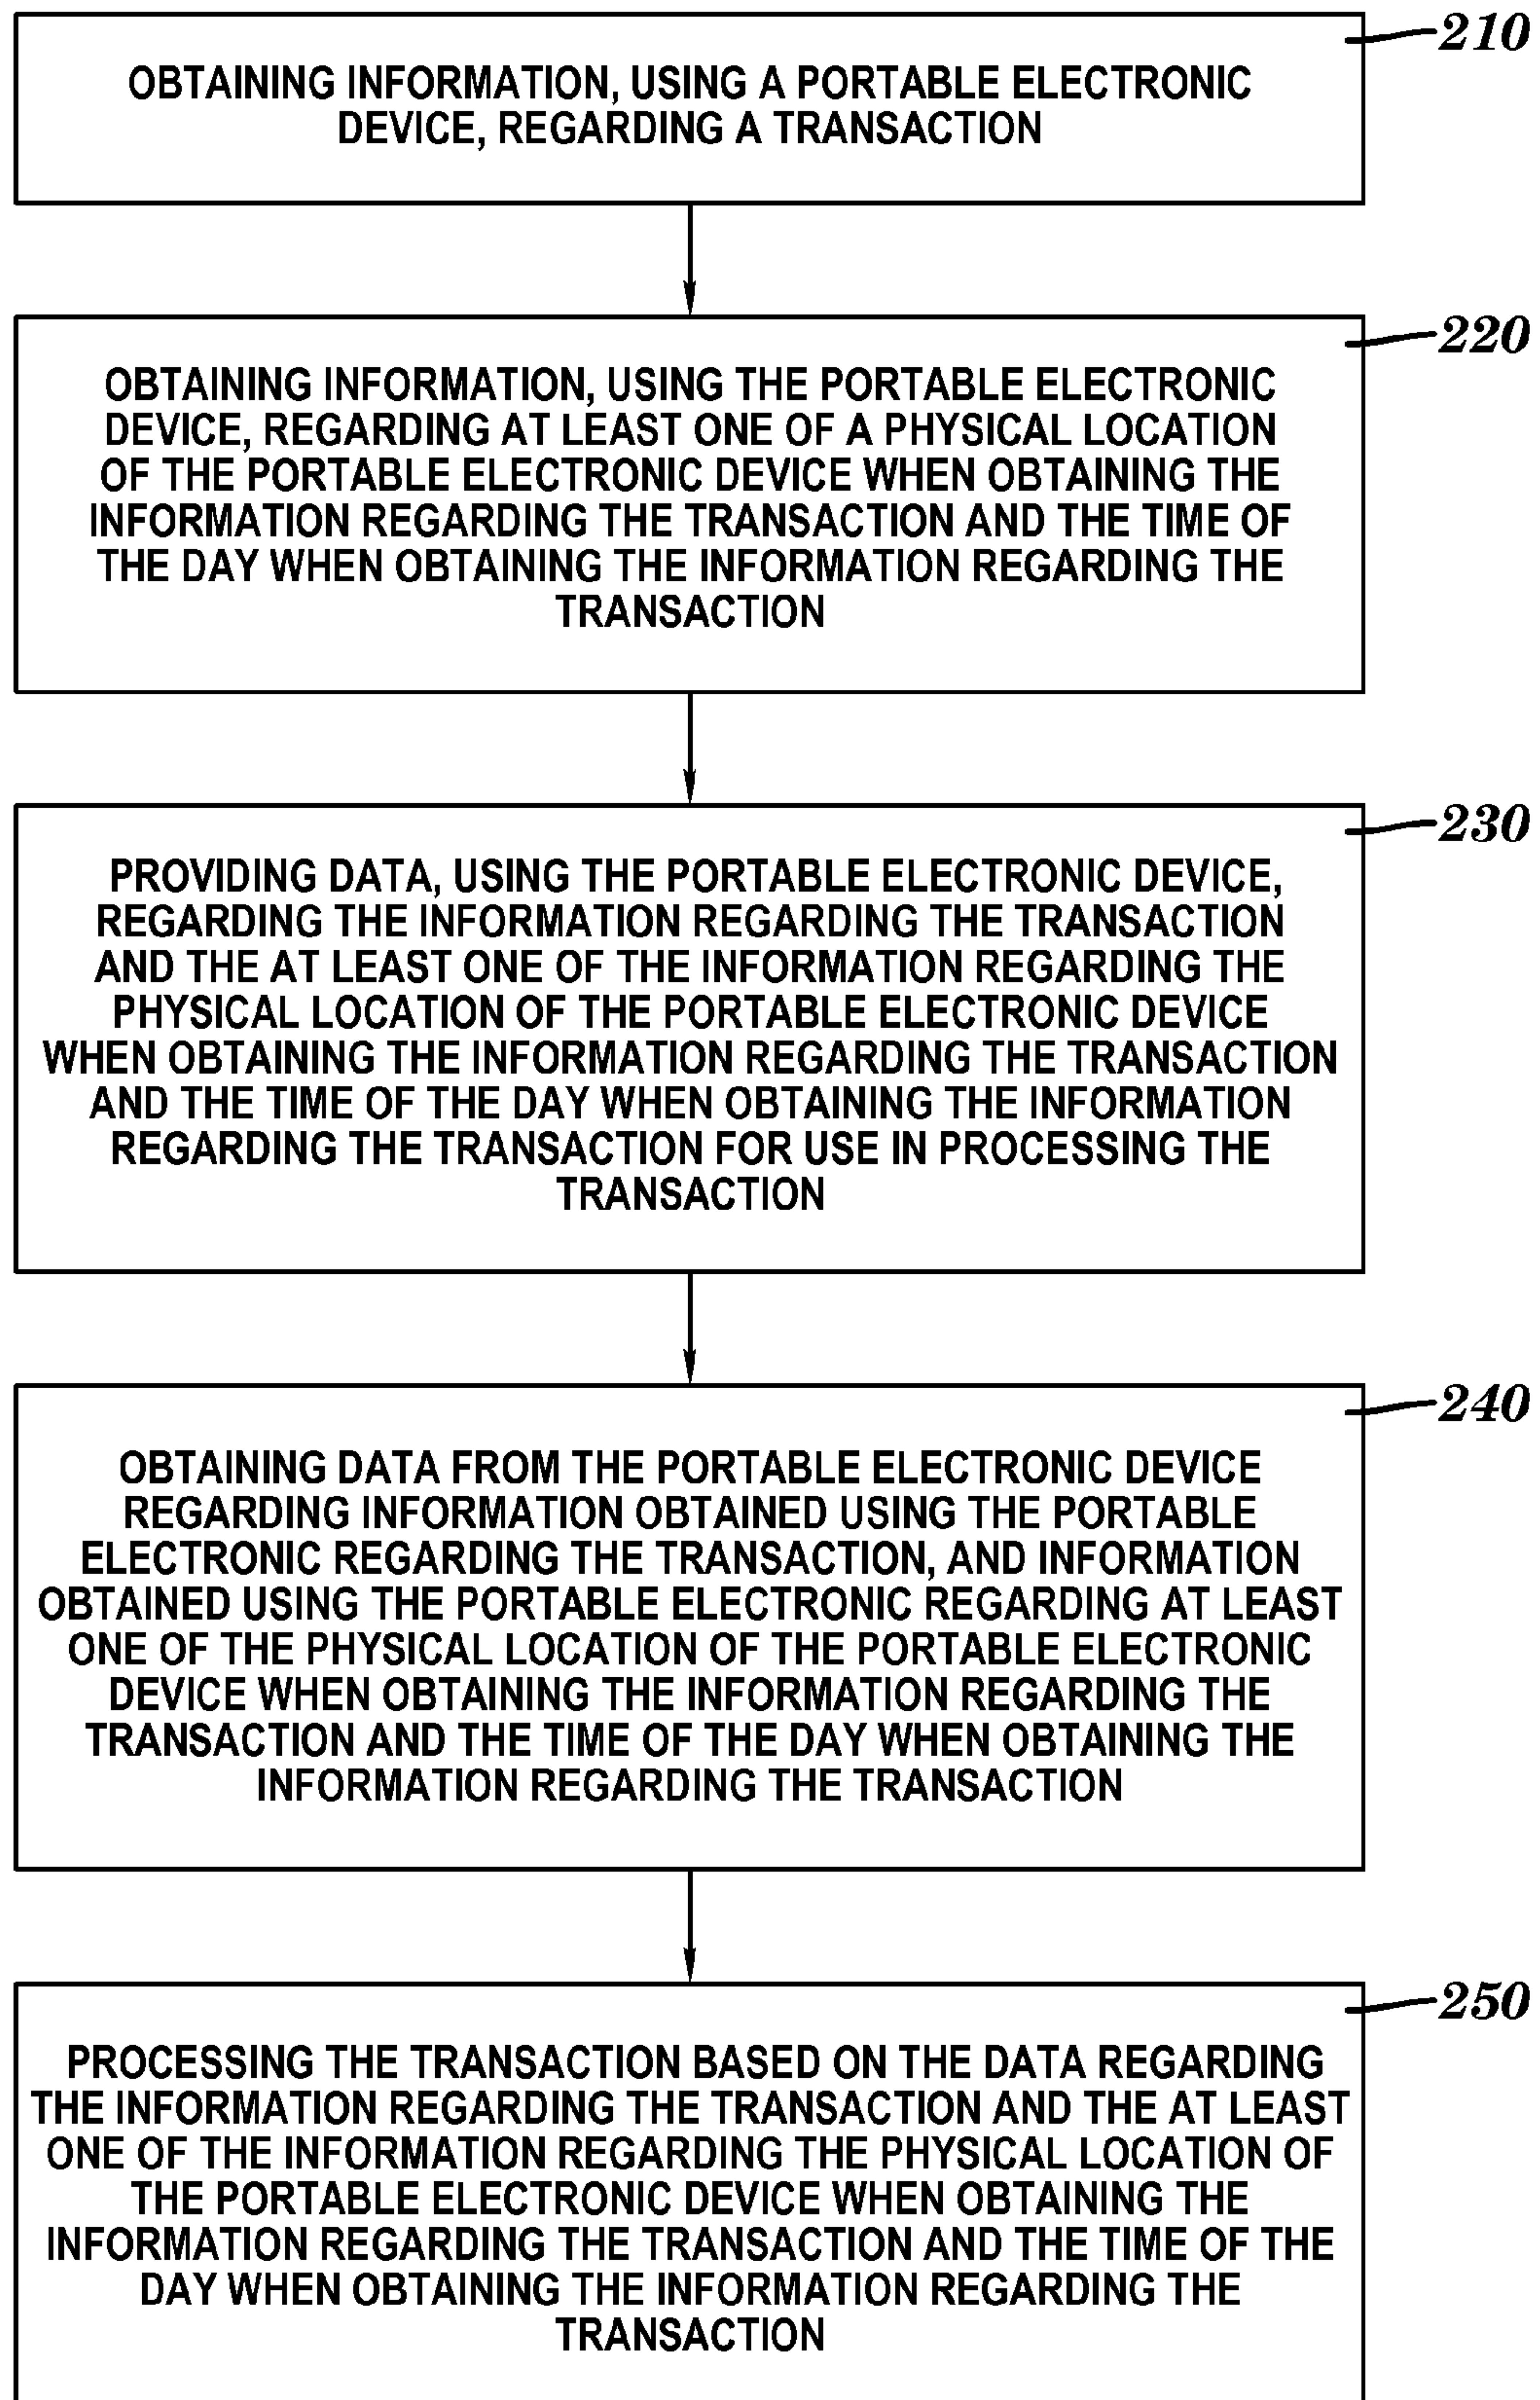 210
OBTAINING INFORMATION, USING A PORTABLE ELECTRONIC
DEVICE, REGARDING A TRANSACTION
220
OBTAINING INFORMATION, USING THE PORTABLE ELECTRONIC
DEVICE, REGARDING AT LEAST ONE OF A PHYSICAL LOCATION
OF THE PORTABLE ELECTRONIC DEVICE WHEN OBTAINING THE
INFORMATION REGARDING THE TRANSACTION AND THE TIME OF
THE DAY WHEN OBTAINING THE INFORMATION REGARDING THE
TRANSACTION
230
PROVIDING DATA, USING THE PORTABLE ELECTRONIC DEVICE,
REGARDING THE INFORMATION REGARDING THE TRANSACTION
AND THE AT LEAST ONE OF THE INFORMATION REGARDING THE
PHYSICAL LOCATION OF THE PORTABLE ELECTRONIC DEVICE
WHEN OBTAINING THE INFORMATION REGARDING THE TRANSACTION
AND THE TIME OF THE DAY WHEN OBTAINING THE INFORMATION
REGARDING THE TRANSACTION FOR USE IN PROCESSING THE
TRANSACTION
240
OBTAINING DATA FROM THE PORTABLE ELECTRONIC DEVICE
REGARDING INFORMATION OBTAINED USING THE PORTABLE
ELECTRONIC REGARDING THE TRANSACTION, AND INFORMATION
OBTAINED USING THE PORTABLE ELECTRONIC REGARDING AT LEAST
ONE OF THE PHYSICAL LOCATION OF THE PORTABLE ELECTRONIC
DEVICE WHEN OBTAINING THE INFORMATION REGARDING THE
TRANSACTION AND THE TIME OF THE DAY WHEN OBTAINING THE
INFORMATION REGARDING THE TRANSACTION
250
PROCESSING THE TRANSACTION BASED ON THE DATA REGARDING
THE INFORMATION REGARDING THE TRANSACTION AND THE AT LEAST
ONE OF THE INFORMATION REGARDING THE PHYSICAL LOCATION OF
THE PORTABLE ELECTRONIC DEVICE WHEN OBTAINING THE
INFORMATION REGARDING THE TRANSACTION AND THE TIME OF THE
DAY WHEN OBTAINING THE INFORMATION REGARDING THE
TRANSACTION